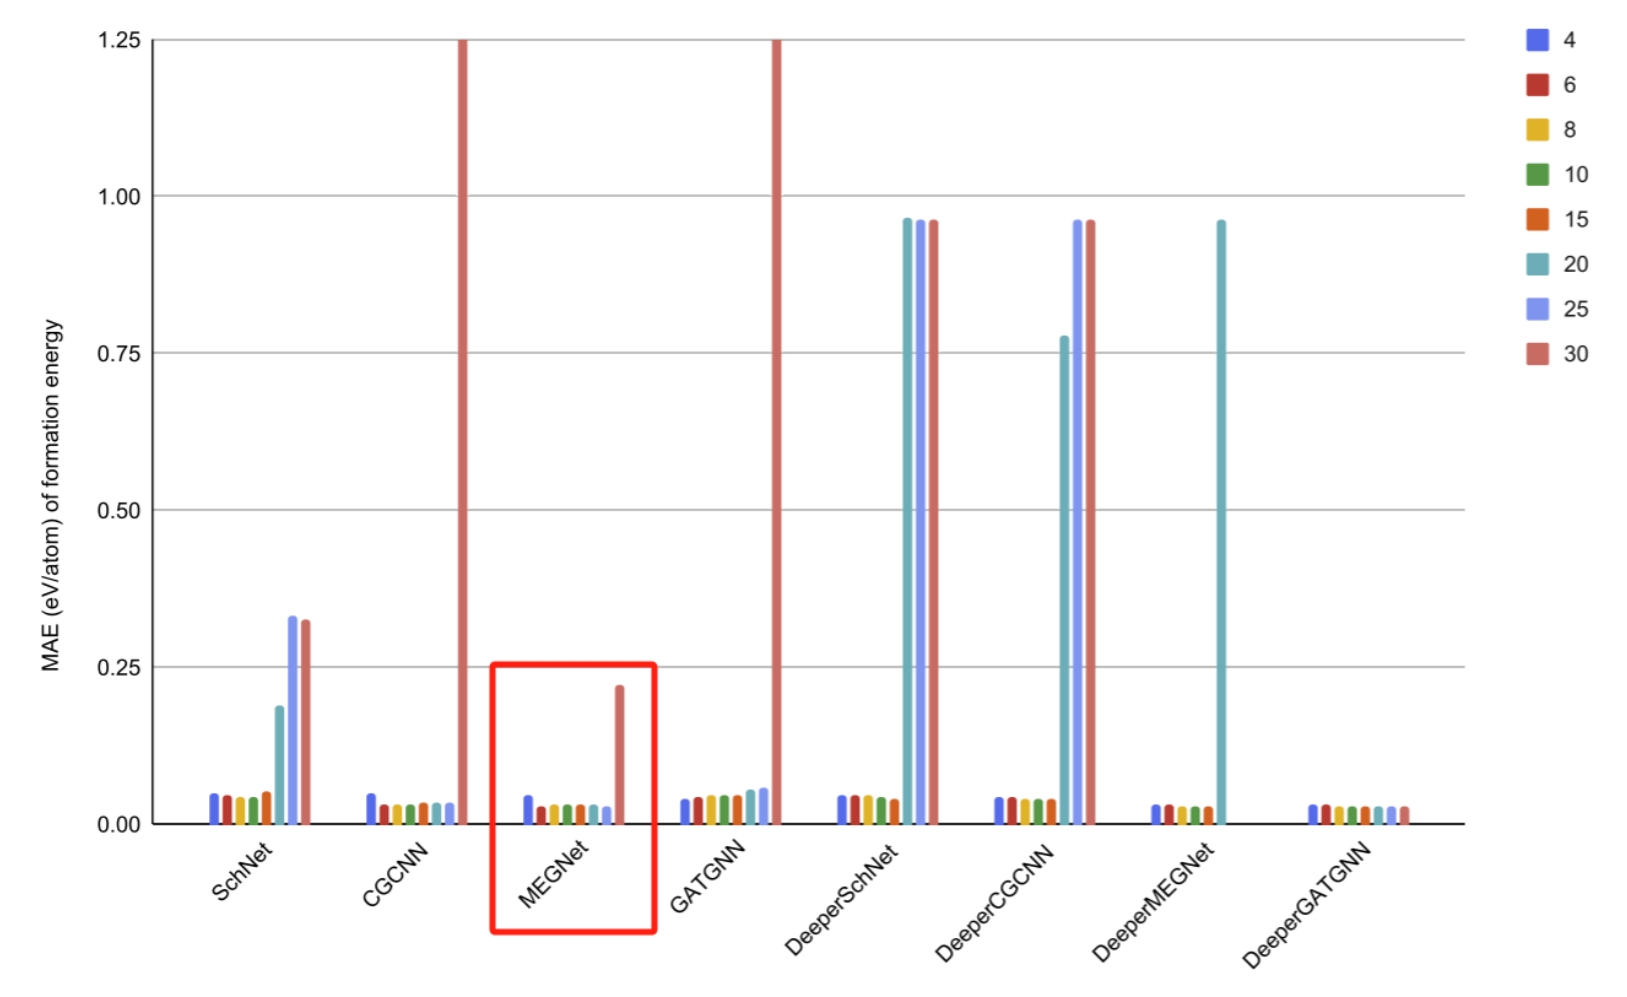 MAE (eV/atom) of formation energy
1.25
1.00
0.75
0.50
0.25
0.00
SchNet
CGCNN
MEGNet
GATGNN
DeeperSchNet
DeeperCGCNN
DeeperMEGNet
DeeperGATGNN
4
6
8
10
15
20
25
30